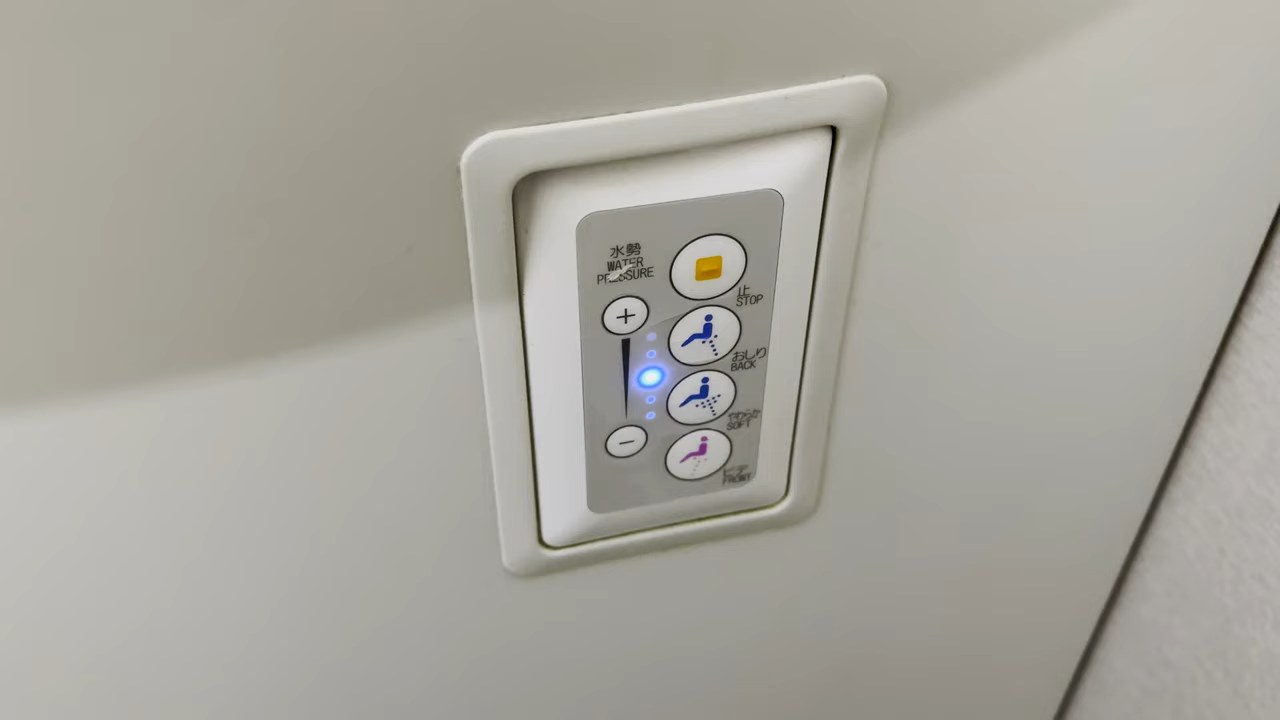 水勢
WATER
PRESSURE
止
STOP
おしり
BACK
やわらか
SOFT
ビデ
FRONT